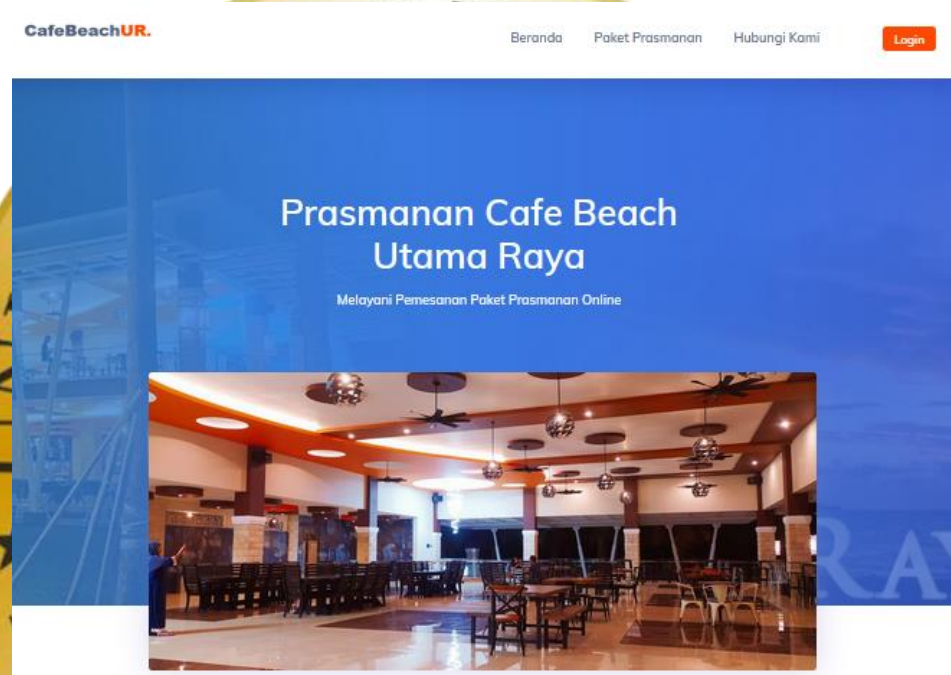 CafeBeachUR.
Beranda
Paket Prasmanan
Hubungi Kami
Login
Prasmanan Cafe Beach
Utama Raya
Melayani Pemesanan Paket Prasmanan Online